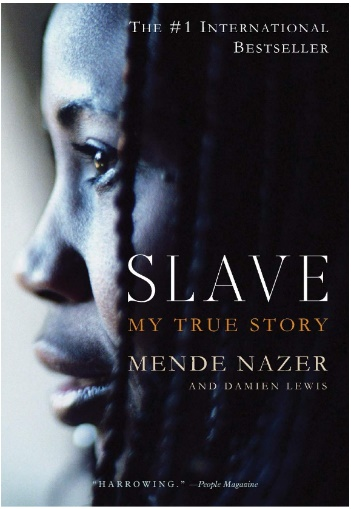 THE #1 INTERNATIONAL
BESTSELLER
SLAVE
MY TRUE STORY
MENDE NAZER
AND DAMIEN LEWIS
"HARROWING." —People Magazine